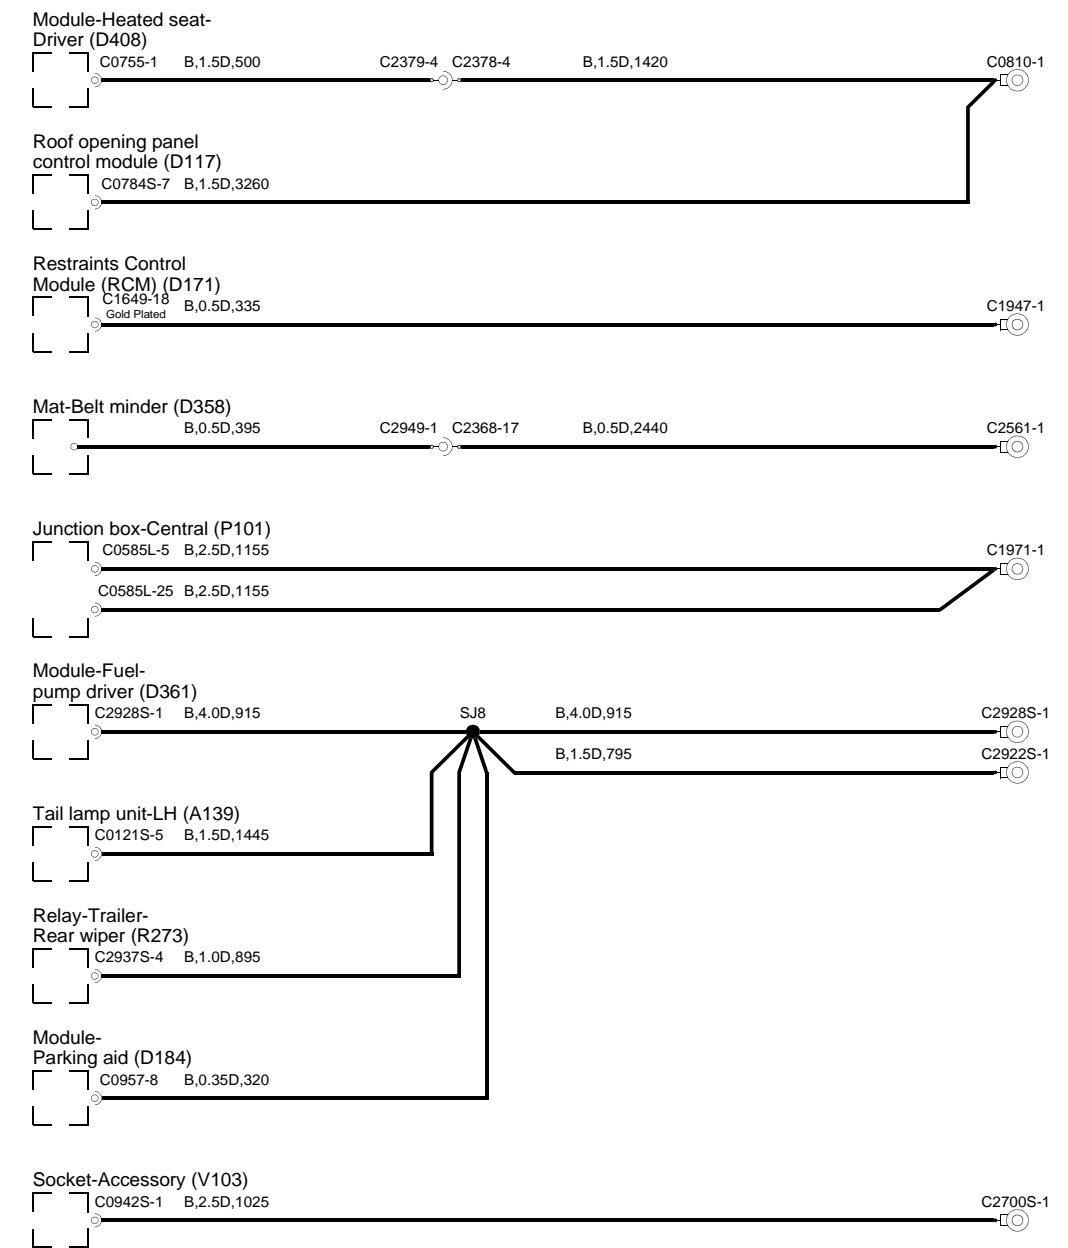 Module-Heated seat-
Driver (D408)
C0755-1 B,1.5D,500 C2379-4 C2378-4 B,1.5D,1420 C0810-1
Roof opening panel
control module (D117)
C0784S-7 B,1.5D,3260
Restraints Control
Module (RCM) (D171)
C1649-18 B,0.5D,335 C1947-1
Gold Plated
Mat-Belt minder (D358)
B,0.5D,395 C2949-1 C2368-17 B,0.5D,2440 C2561-1
Junction box-Central (P101)
C0585L-5 B,2.5D,1155 C1971-1
C0585L-25 B,2.5D,1155
Module-Fuel-
pump driver (D361)
C2928S-1 B,4.0D,915 SJ8 B,4.0D,915 C2928S-1
B,1.5D,795 C2922S-1
Tail lamp unit-LH (A139)
C0121S-5 B,1.5D,1445
Relay-Trailer-
Rear wiper (R273)
C2937S-4 B,1.0D,895
Module-
Parking aid (D184)
C0957-8 B,0.35D,320
Socket-Accessory (V103)
C0942S-1 B,2.5D,1025 C2700S-1